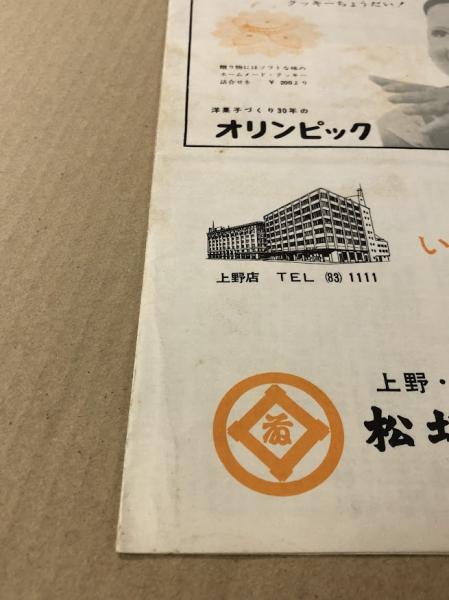 クッキーちょうだい!
贈り物にはソフトな味の
ホームメード・クッキー
詰合せを ¥200より
洋菓子づくり30年の
オリンピック
い
上野店 TEL (83) 1111
上野・
松坂